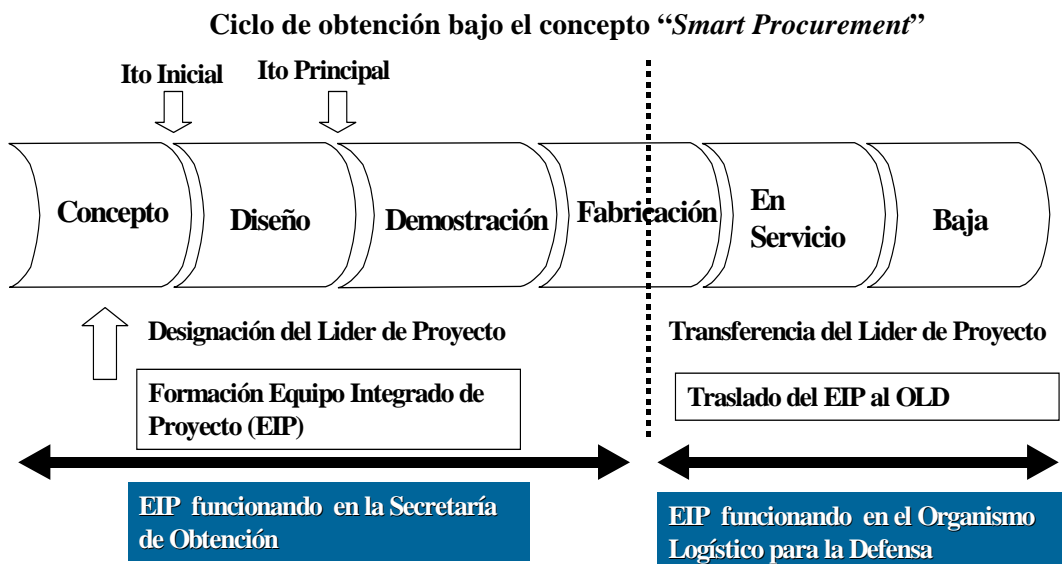 Ciclo de obtención bajo el concepto “Smart Procurement”
Ito Inicial
Ito Principal
Concepto
Diseño
Demostración
Fabricación
En
Servicio
Baja
Designación del Lider de Proyecto
Transferencia del Lider de Proyecto
Formación Equipo Integrado de
Proyecto (EIP)
Traslado del EIP al OLD
EIP funcionando en la Secretaría
de Obtención
EIP funcionando en el Organismo
Logístico para la Defensa